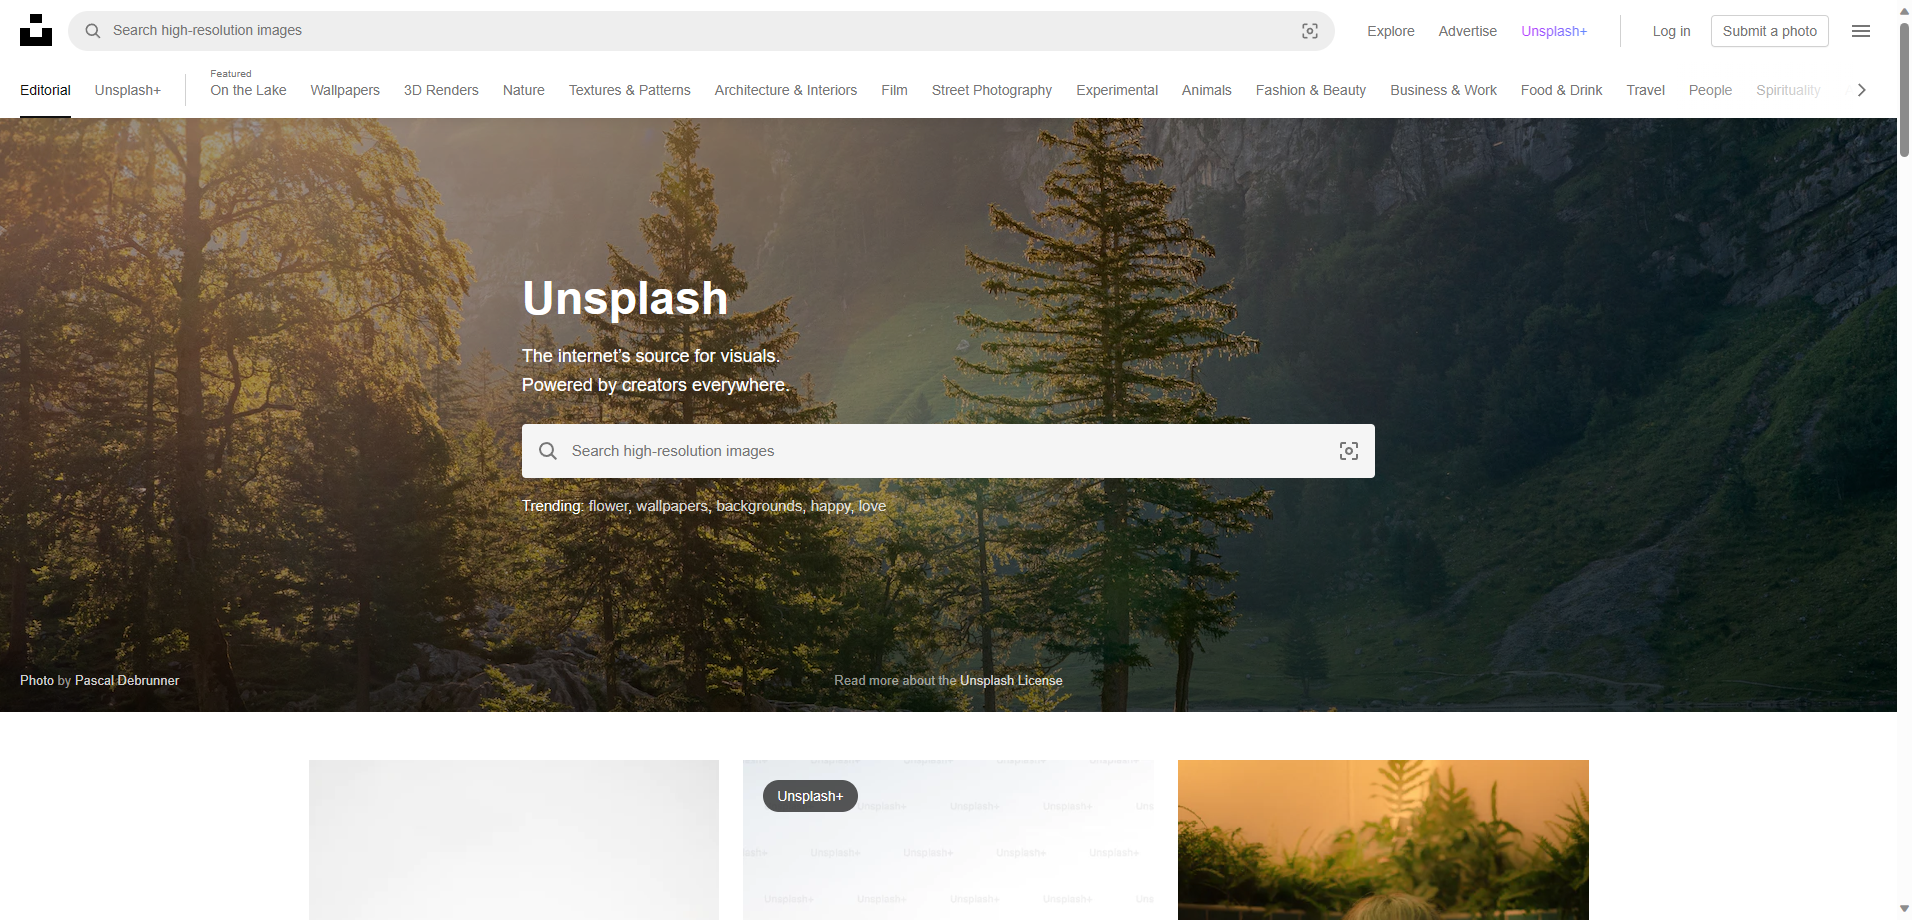 Search high-resolution images
Explore
Advertise
Unsplash+
Log in
Submit a photo
Editorial
Unsplash+
Featured
On the Lake
Wallpapers
3D Renders
Nature
Textures & Patterns
Architecture & Interiors
Film
Street Photography
Experimental
Animals
Fashion & Beauty
Business & Work
Food & Drink
Travel
People
Spirituality
Unsplash
The internet’s source for visuals.
Powered by creators everywhere.
Search high-resolution images
Trending: flower, wallpapers, backgrounds, happy, love
Photo by Pascal Debrunner
Read more about the Unsplash License
Unsplash+